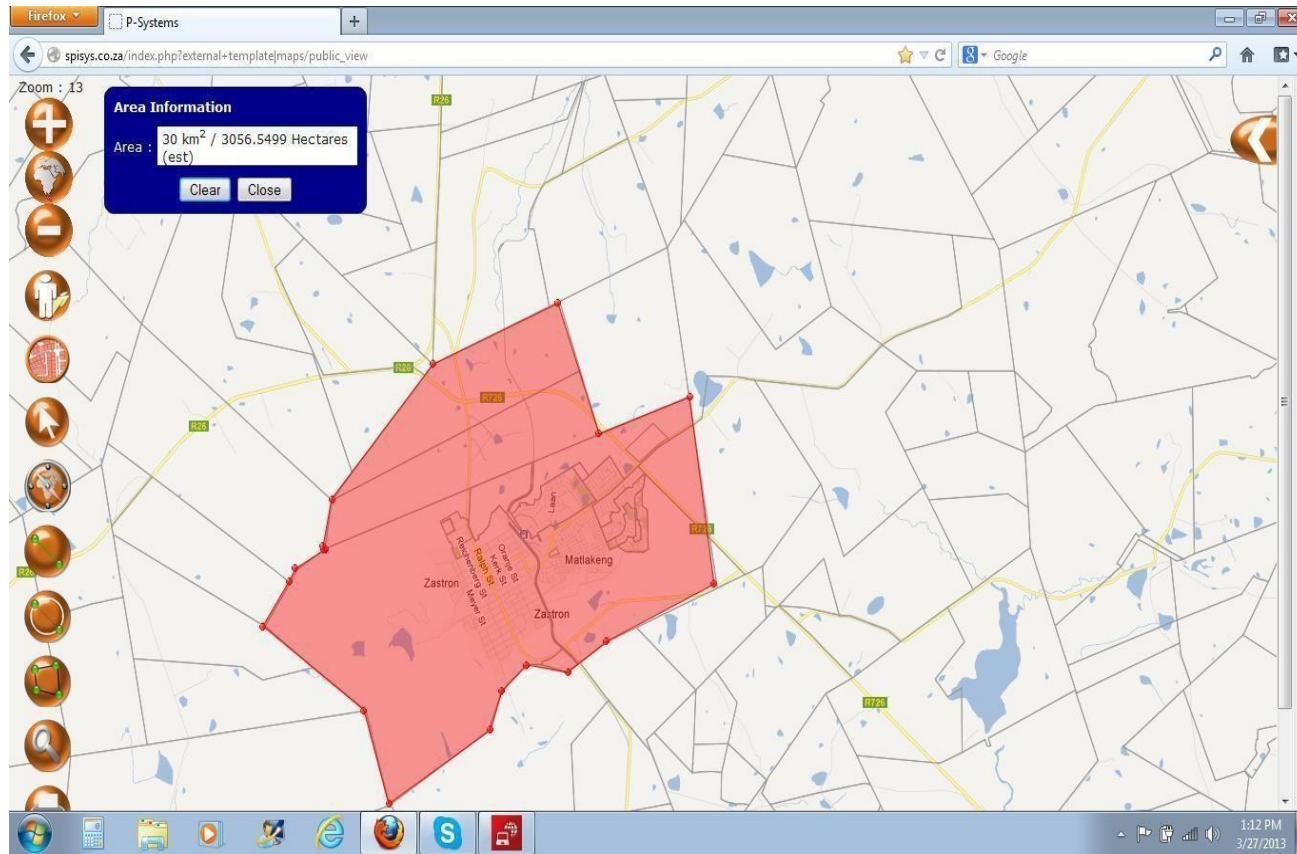 Firefox
P-Systems
spisys.co.za/index.php?external+template|maps/public_view
Google
Zoom : 13
Area Information
Area : 30 km² / 3056.5499 Hectares
(est)
Clear Close
R26
R26
R726
R26
Laan
R26
Oranje St
Kerk St
Ralph St
Reichenberg St
Meyer St
Matlakeng
Zastron
Zastron
R726
1:12 PM
3/27/2013